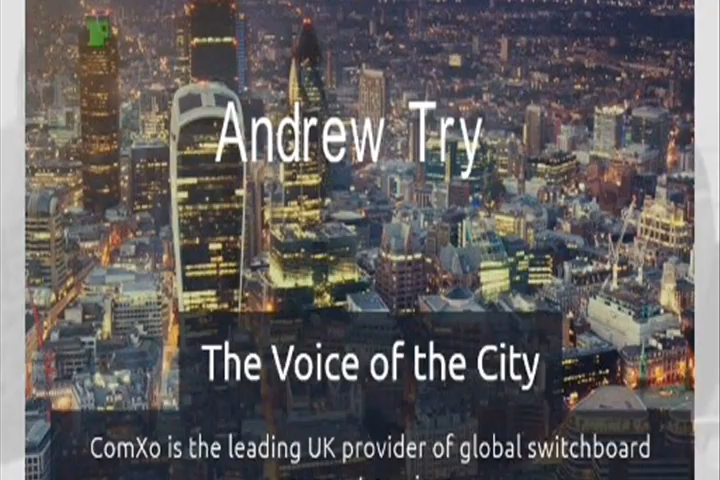 Andrew Try
The Voice of the City
ComXo is the leading UK provider of global switchboard